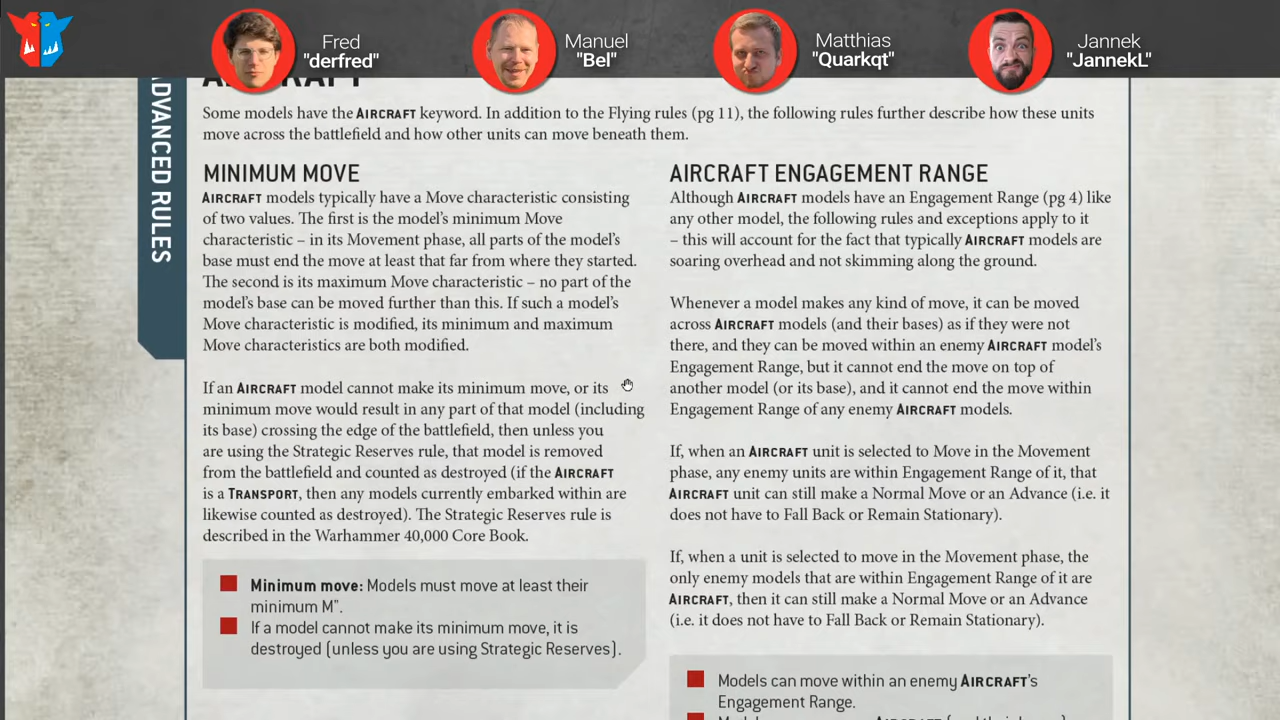 Fred
"derfred"
Manuel
"Bel"
Matthias
"Quarkqt"
Jannek
"JannekL"
ADVANCED RULES
AIRCRAFT
Some models have the AIRCRAFT keyword. In addition to the Flying rules (pg 11), the following rules further describe how these units
move across the battlefield and how other units can move beneath them.
MINIMUM MOVE
AIRCRAFT models typically have a Move characteristic consisting
of two values. The first is the model's minimum Move
characteristic – in its Movement phase, all parts of the model's
base must end the move at least that far from where they started.
The second is its maximum Move characteristic – no part of the
model's base can be moved further than this. If such a model's
Move characteristic is modified, its minimum and maximum
Move characteristics are both modified.
If an AIRCRAFT model cannot make its minimum move, or its
minimum move would result in any part of that model (including
its base) crossing the edge of the battlefield, then unless you
are using the Strategic Reserves rule, that model is removed
from the battlefield and counted as destroyed (if the AIRCRAFT
is a TRANSPORT, then any models currently embarked within are
likewise counted as destroyed). The Strategic Reserves rule is
described in the Warhammer 40,000 Core Book.
Minimum move: Models must move at least their
minimum M".
If a model cannot make its minimum move, it is
destroyed (unless you are using Strategic Reserves).
AIRCRAFT ENGAGEMENT RANGE
Although AIRCRAFT models have an Engagement Range (pg 4) like
any other model, the following rules and exceptions apply to it
– this will account for the fact that typically AIRCRAFT models are
soaring overhead and not skimming along the ground.
Whenever a model makes any kind of move, it can be moved
across AIRCRAFT models (and their bases) as if they were not
there, and they can be moved within an enemy AIRCRAFT model's
Engagement Range, but it cannot end the move on top of
another model (or its base), and it cannot end the move within
Engagement Range of any enemy AIRCRAFT models.
If, when an AIRCRAFT unit is selected to Move in the Movement
phase, any enemy units are within Engagement Range of it, that
AIRCRAFT unit can still make a Normal Move or an Advance (i.e. it
does not have to Fall Back or Remain Stationary).
If, when a unit is selected to move in the Movement phase, the
only enemy models that are within Engagement Range of it are
AIRCRAFT, then it can still make a Normal Move or an Advance
(i.e. it does not have to Fall Back or Remain Stationary).
Models can move within an enemy AIRCRAFT's
Engagement Range.